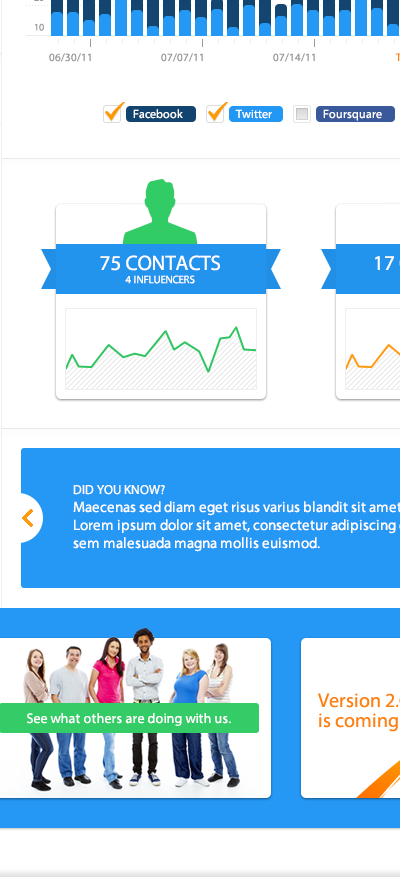 10
06/30/11 07/07/11 07/14/11
Facebook Twitter Foursquare
75 CONTACTS
17
4 INFLUENCERS
DID YOU KNOW?
Maecenas sed diam eget risus varius blandit sit amet
Lorem ipsum dolor sit amet, consectetur adipiscing
sem malesuada magna mollis euismod.
See what others are doing with us.
Version 2.
is coming